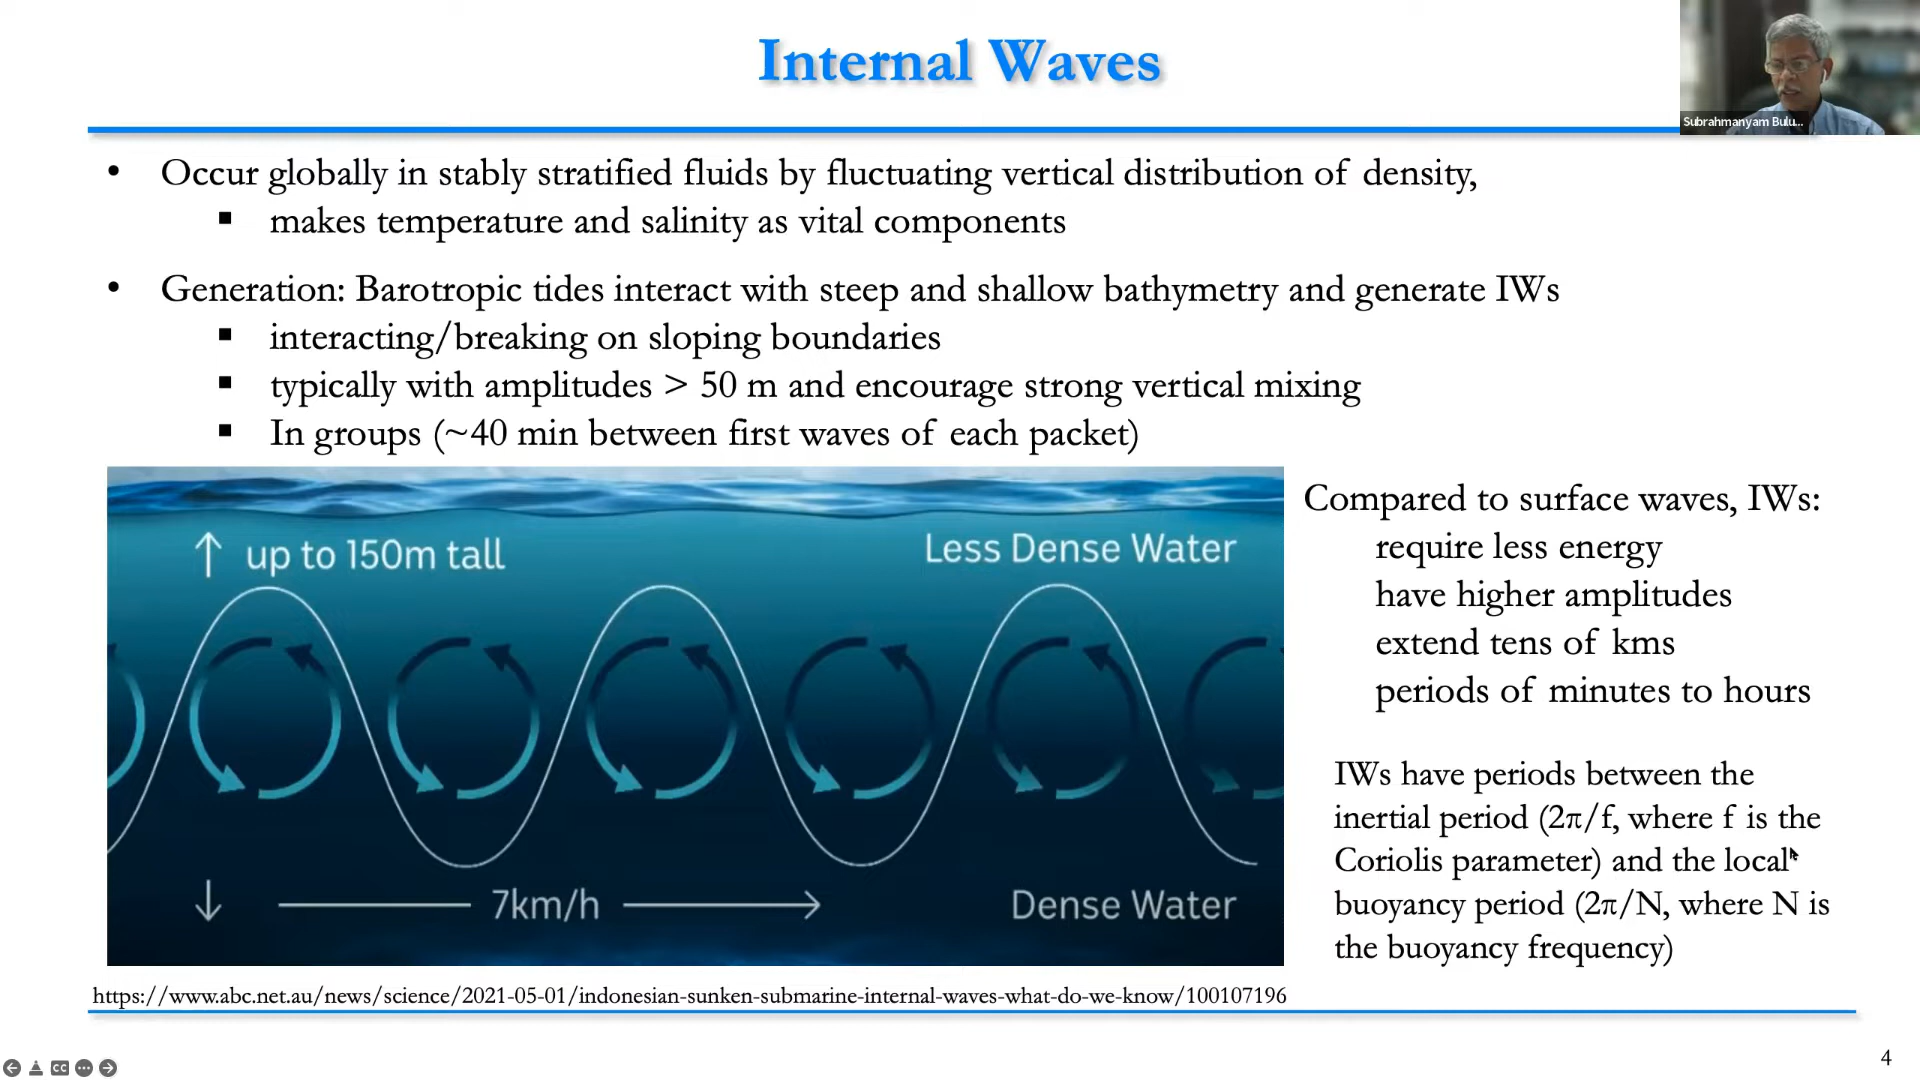 Internal Waves
Subrahmanyam Bulu...
• Occur globally in stably stratified fluids by fluctuating vertical distribution of density,
▪ makes temperature and salinity as vital components
• Generation: Barotropic tides interact with steep and shallow bathymetry and generate IWs
▪ interacting/breaking on sloping boundaries
▪ typically with amplitudes > 50 m and encourage strong vertical mixing
▪ In groups (~40 min between first waves of each packet)
up to 150m tall
Less Dense Water
7km/h
Dense Water
Compared to surface waves, IWs:
require less energy
have higher amplitudes
extend tens of kms
periods of minutes to hours
IWs have periods between the
inertial period (2π/f, where f is the
Coriolis parameter) and the local
buoyancy period (2π/N, where N is
the buoyancy frequency)
https://www.abc.net.au/news/science/2021-05-01/indonesian-sunken-submarine-internal-waves-what-do-we-know/100107196
CC
4